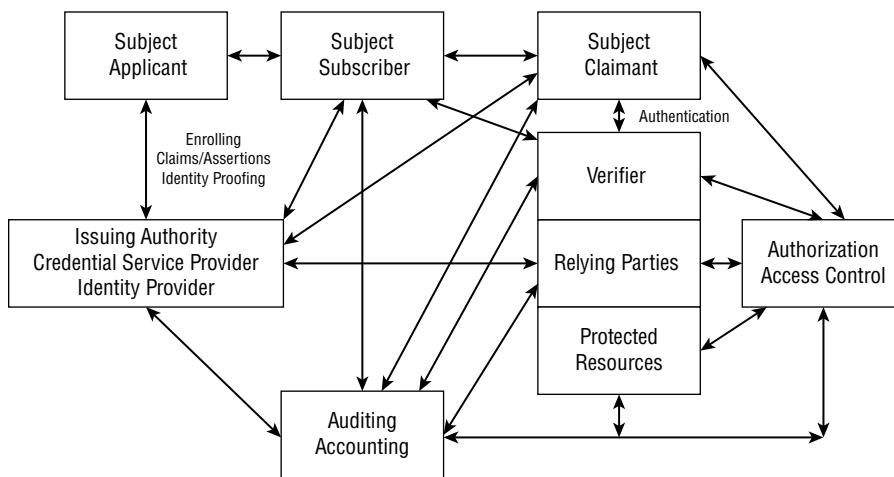 Subject
Applicant
Subject
Subscriber
Subject
Claimant
Enrolling
Claims/Assertions
Identity Proofing
Authentication
Verifier
Issuing Authority
Credential Service Provider
Identity Provider
Relying Parties
Authorization
Access Control
Protected
Resources
Auditing
Accounting